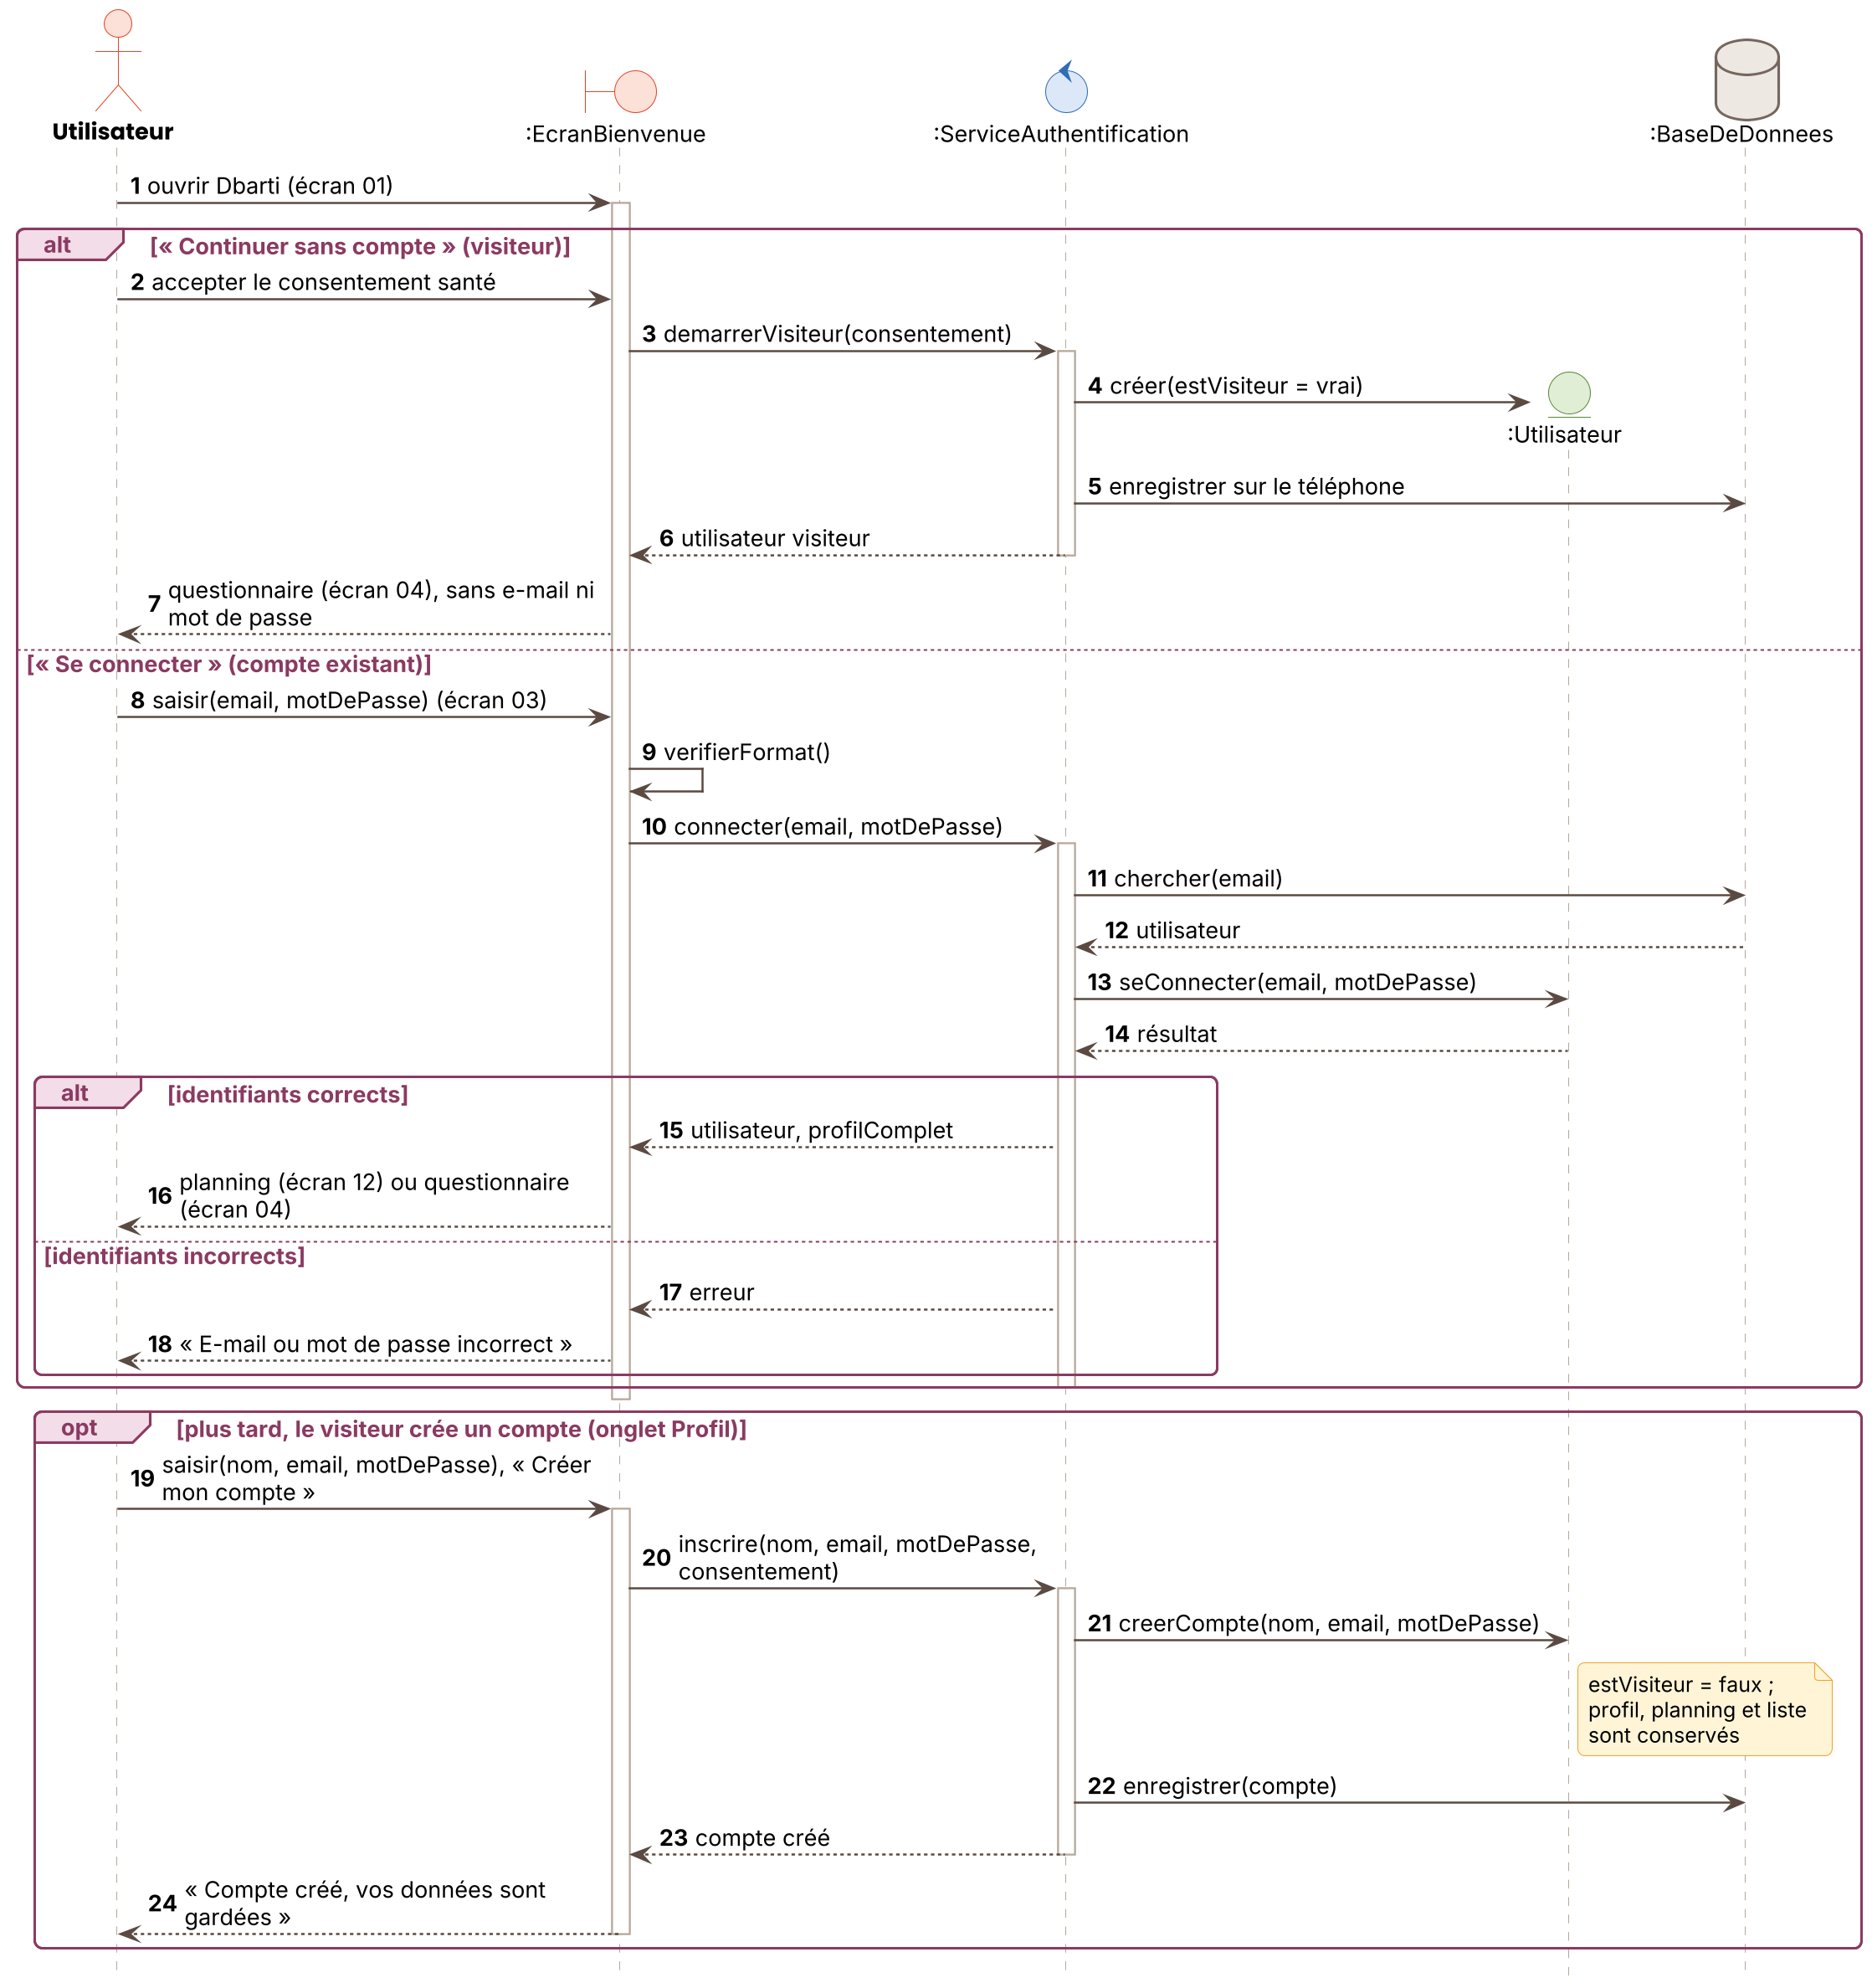 Utilisateur
:EcranBienvenue
:ServiceAuthentification
:BaseDeDonnees
1 ouvrir Dbarti (écran 01)
alt [« Continuer sans compte » (visiteur)]
2 accepter le consentement santé
3 demarrerVisiteur(consentement)
4 créer(estVisiteur = vrai)
:Utilisateur
5 enregistrer sur le téléphone
6 utilisateur visiteur
7 questionnaire (écran 04), sans e-mail ni
mot de passe
[« Se connecter » (compte existant)]
8 saisir(email, motDePasse) (écran 03)
9 verifierFormat()
10 connecter(email, motDePasse)
11 chercher(email)
12 utilisateur
13 seConnecter(email, motDePasse)
14 résultat
alt [identifiants corrects]
15 utilisateur, profilComplet
16 planning (écran 12) ou questionnaire
(écran 04)
[identifiants incorrects]
17 erreur
18 « E-mail ou mot de passe incorrect »
opt [plus tard, le visiteur crée un compte (onglet Profil)]
19 saisir(nom, email, motDePasse), « Créer
mon compte »
20 inscrire(nom, email, motDePasse,
consentement)
21 creerCompte(nom, email, motDePasse)
estVisiteur = faux ;
profil, planning et liste
sont conservés
22 enregistrer(compte)
23 compte créé
24 « Compte créé, vos données sont
gardées »